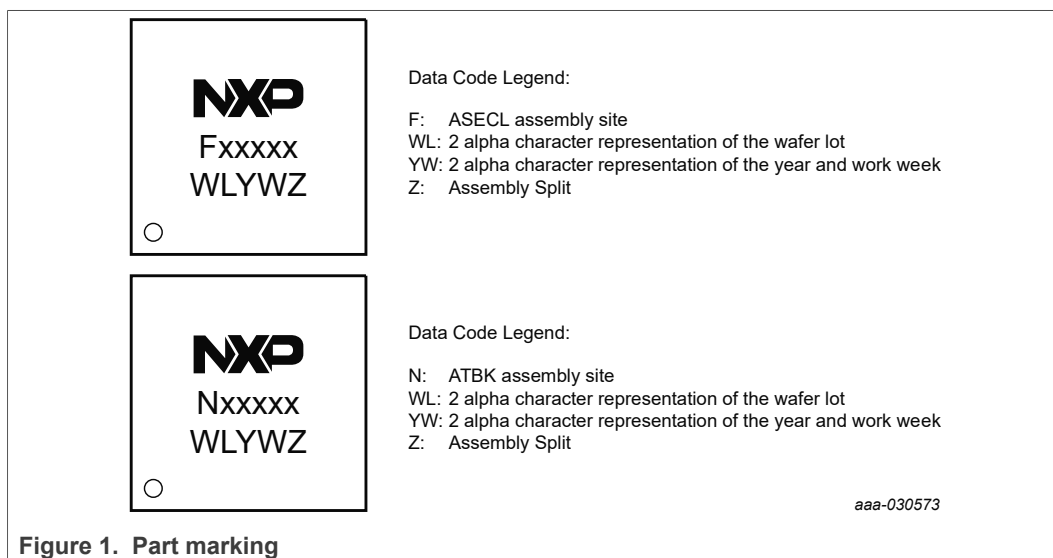 NXP
Fxxxxx
WLYWZ
Data Code Legend:
F: ASECL assembly site
WL: 2 alpha character representation of the wafer lot
YW: 2 alpha character representation of the year and work week
Z: Assembly Split
NXP
Nxxxxx
WLYWZ
Data Code Legend:
N: ATBK assembly site
WL: 2 alpha character representation of the wafer lot
YW: 2 alpha character representation of the year and work week
Z: Assembly Split
aaa-030573
Figure 1. Part marking